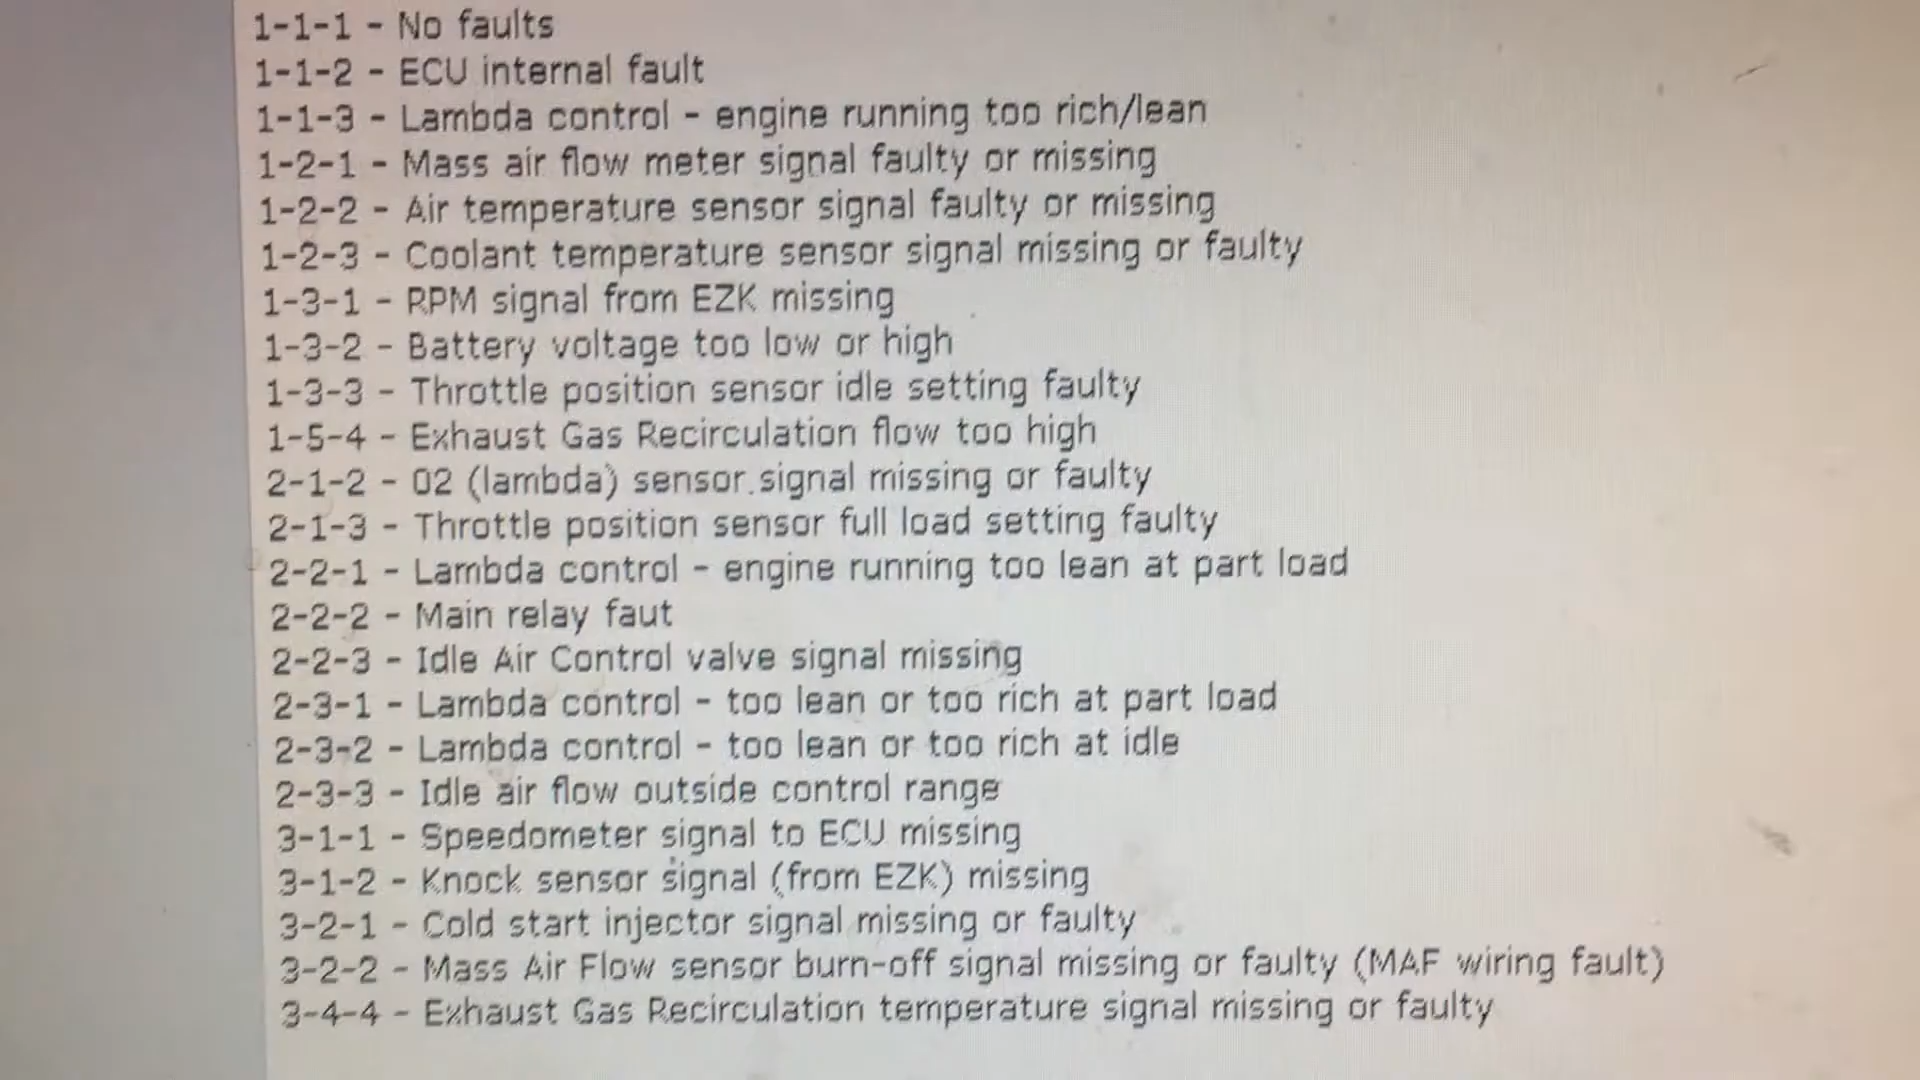 1-1-1 - No faults
1-1-2 - ECU internal fault
1-1-3 - Lambda control - engine running too rich/lean
1-2-1 - Mass air flow meter signal faulty or missing
1-2-2 - Air temperature sensor signal faulty or missing
1-2-3 - Coolant temperature sensor signal missing or faulty
1-3-1 - RPM signal from EZK missing
1-3-2 - Battery voltage too low or high
1-3-3 - Throttle position sensor idle setting faulty
1-5-4 - Exhaust Gas Recirculation flow too high
2-1-2 - O2 (lambda) sensor signal missing or faulty
2-1-3 - Throttle position sensor full load setting faulty
2-2-1 - Lambda control - engine running too lean at part load
2-2-2 - Main relay faut
2-2-3 - Idle Air Control valve signal missing
2-3-1 - Lambda control - too lean or too rich at part load
2-3-2 - Lambda control - too lean or too rich at idle
2-3-3 - Idle air flow outside control range
3-1-1 - Speedometer signal to ECU missing
3-1-2 - Knock sensor signal (from EZK) missing
3-2-1 - Cold start injector signal missing or faulty
3-2-2 - Mass Air Flow sensor burn-off signal missing or faulty (MAF wiring fault)
3-4-4 - Exhaust Gas Recirculation temperature signal missing or faulty